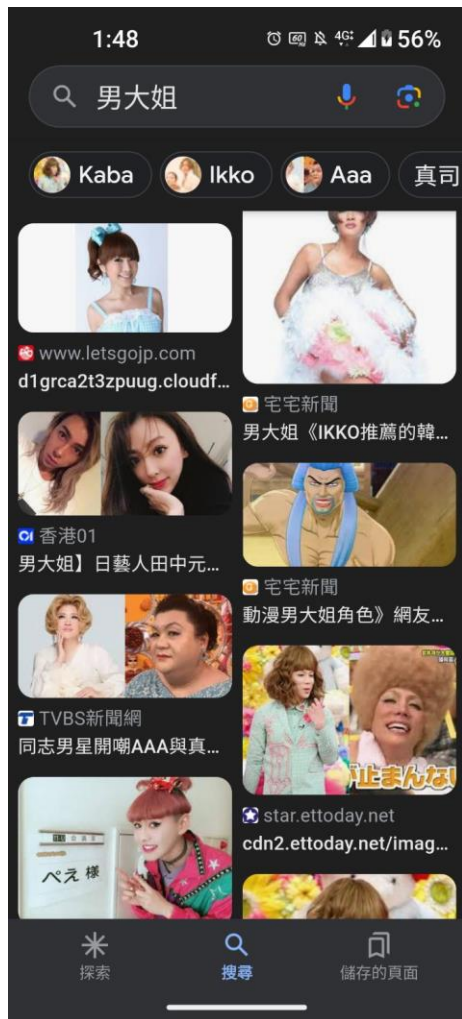 1:48
4G
56%
男大姐
Kaba
Ikko
Aaa
真司
www.letsgojp.com
d1grca2t3zpuug.cloudf...
宅宅新聞
男大姐《IKKO推薦的韓...
香港01
男大姐】日藝人田中元...
宅宅新聞
動漫男大姐角色》網友...
TVBS新聞網
同志男星開嘲AAA與真...
止まんない
star.ettoday.net
cdn2.ettoday.net/imag...
ぺえ 様
探索
搜尋
儲存的頁面